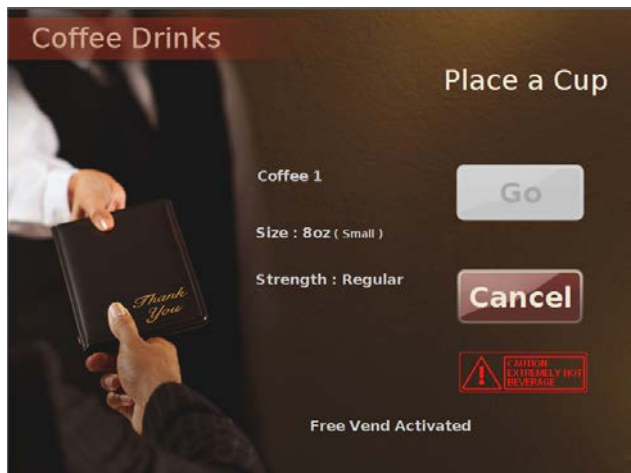 Coffee Drinks
Place a Cup
Coffee 1
Go
Size : 8oz ( Small )
Strength : Regular
Cancel
Thank
You
CAUTION
EXTREMELY HOT
BEVERAGE
Free Vend Activated